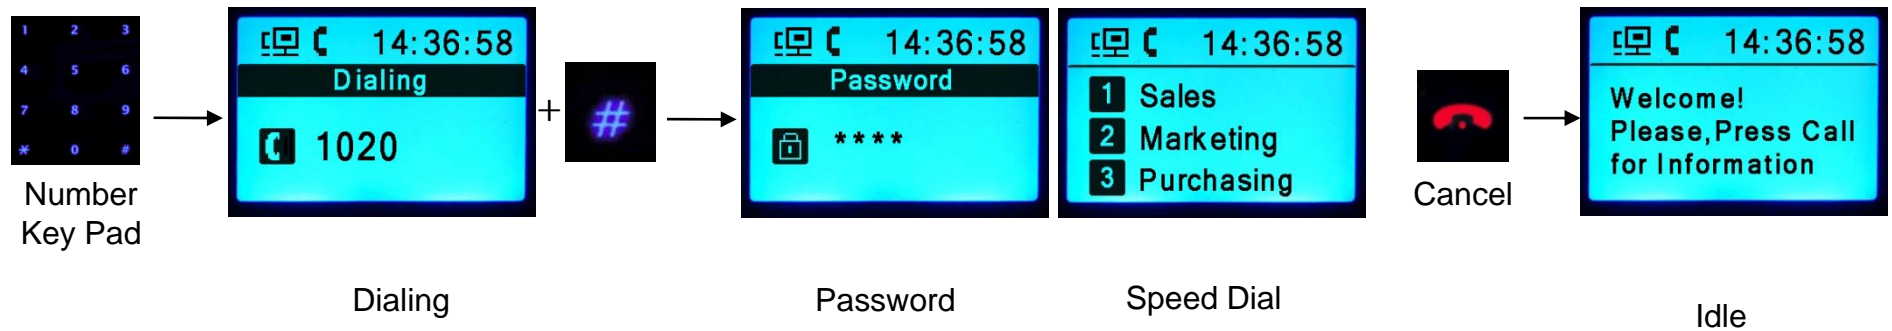 1 2 3
4 5 6
7 8 9
* 0 #
Number
Key Pad
14:36:58
Dialing
1020
Dialing
+
#
14:36:58
Password
****
Password
14:36:58
1 Sales
2 Marketing
3 Purchasing
Speed Dial
Cancel
14:36:58
Welcome!
Please,Press Call
for Information
Idle